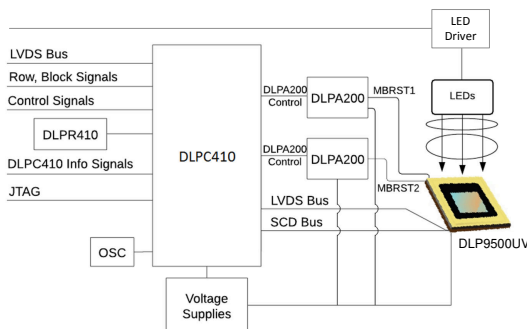 LED
Driver
LVDS Bus
Row, Block Signals
Control Signals
DLPR410
DLPC410 Info Signals
JTAG
OSC
DLPC410
DLPA200
Control
DLPA200
MBRST1
LEDs
DLPA200
Control
DLPA200
MBRST2
LVDS Bus
SCD Bus
DLP9500UV
Voltage
Supplies